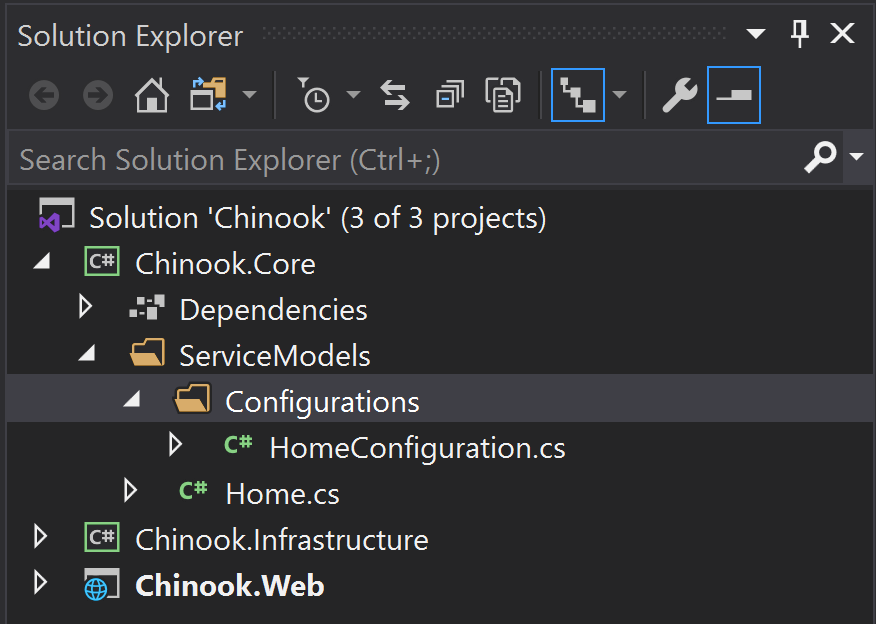 Solution Explorer
Search Solution Explorer (Ctrl+;)
Solution 'Chinook' (3 of 3 projects)
C# Chinook.Core
Dependencies
ServiceModels
Configurations
C# HomeConfiguration.cs
C# Home.cs
C# Chinook.Infrastructure
Chinook.Web